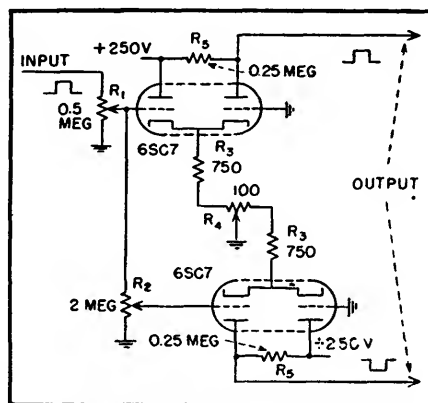 +250V R5
0.25 MEG
INPUT
R1
0.5
MEG
6SC7
R3
750
100
R4
OUTPUT
R3
750
6SC7
R2
2 MEG
÷250V
0.25 MEG
R5